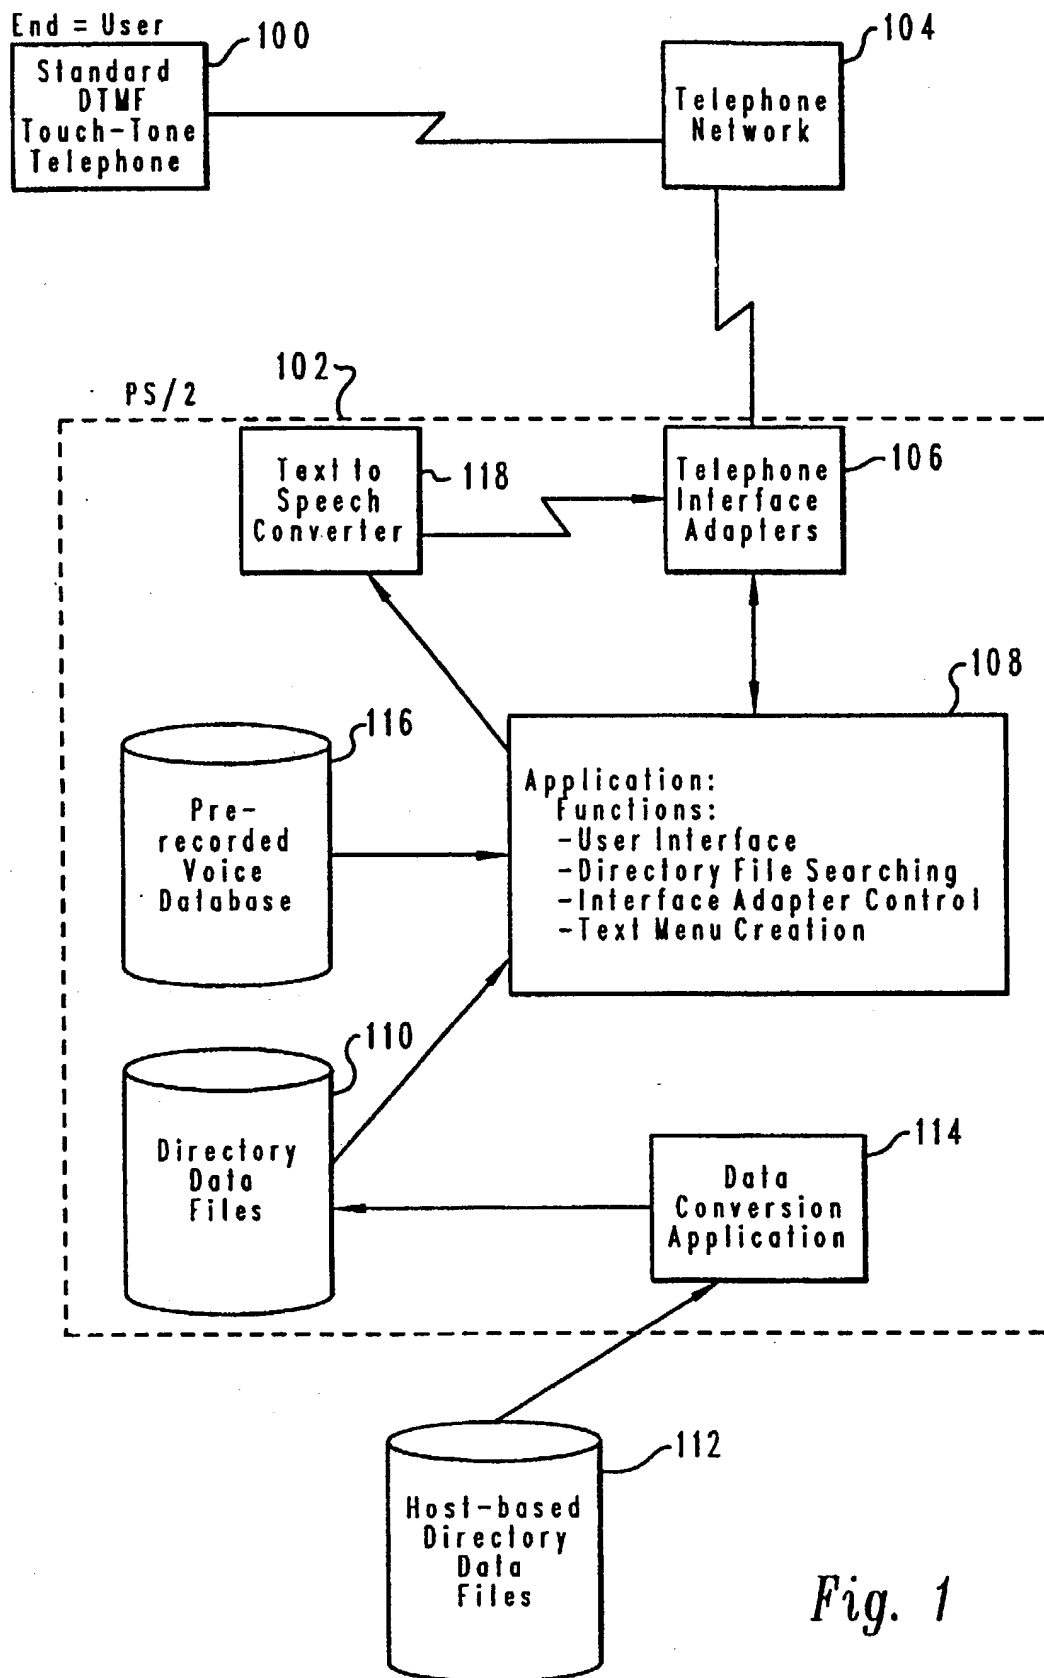 End = User
100
Standard
DTMF
Touch-Tone
Telephone
104
Telephone
Network
PS/2
102
Text to
Speech
Converter
118
Telephone
Interface
Adapters
106
108
Application:
Functions:
-User Interface
-Directory File Searching
-Interface Adapter Control
-Text Menu Creation
116
Pre-
recorded
Voice
Database
110
Directory
Data
Files
114
Data
Conversion
Application
112
Host-based
Directory
Data
Files
Fig. 1